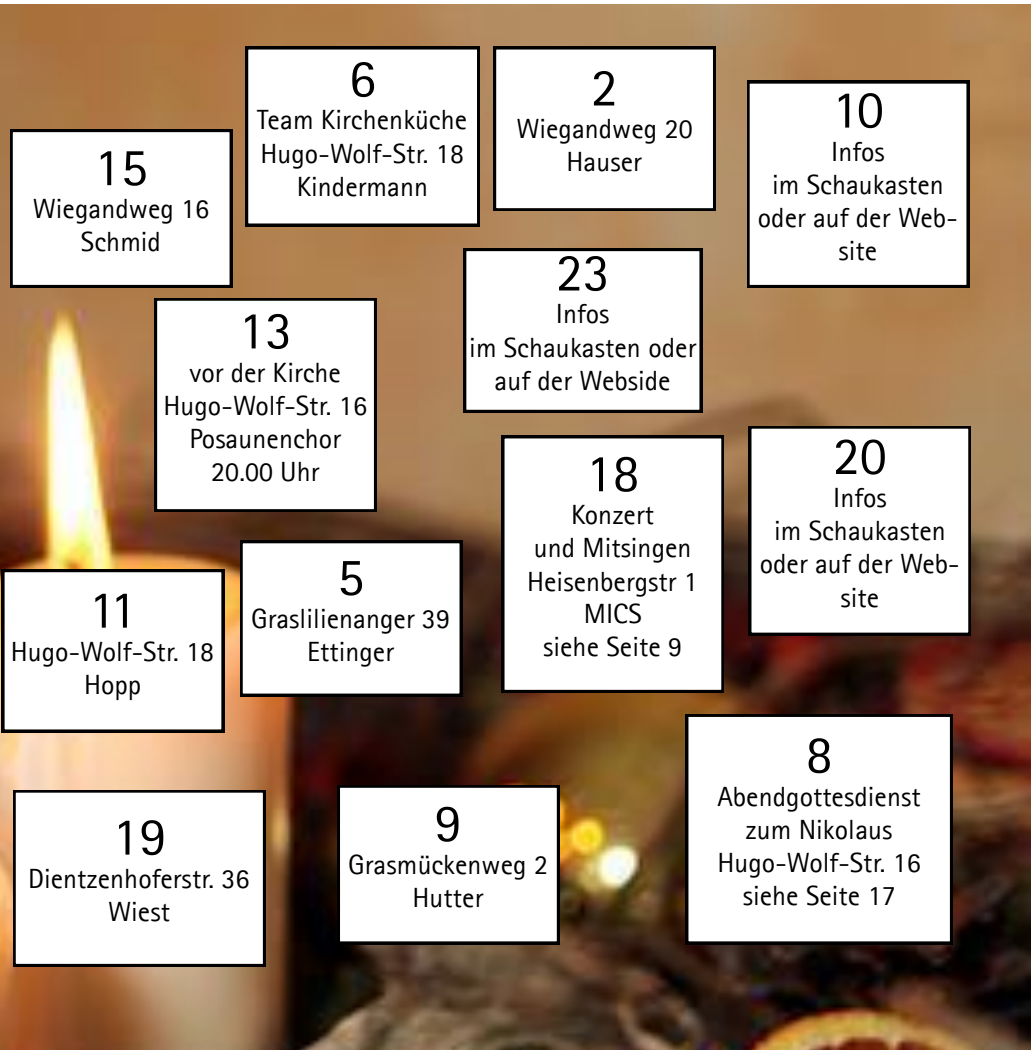 6
Team Kirchenküche
Hugo-Wolf-Str. 18
Kindermann
2
Wiegandweg 20
Hauser
10
Infos
im Schaukasten
oder auf der Web-
site
15
Wiegandweg 16
Schmid
23
Infos
im Schaukasten oder
auf der Webside
13
vor der Kirche
Hugo-Wolf-Str. 16
Posaunenchor
20.00 Uhr
18
Konzert
und Mitsingen
Heisenbergstr 1
MICS
siehe Seite 9
20
Infos
im Schaukasten
oder auf der Web-
site
11
Hugo-Wolf-Str. 18
Hopp
5
Graslilienanger 39
Ettinger
8
Abendgottesdienst
zum Nikolaus
Hugo-Wolf-Str. 16
siehe Seite 17
19
Dientzenhoferstr. 36
Wiest
9
Grasmückenweg 2
Hutter